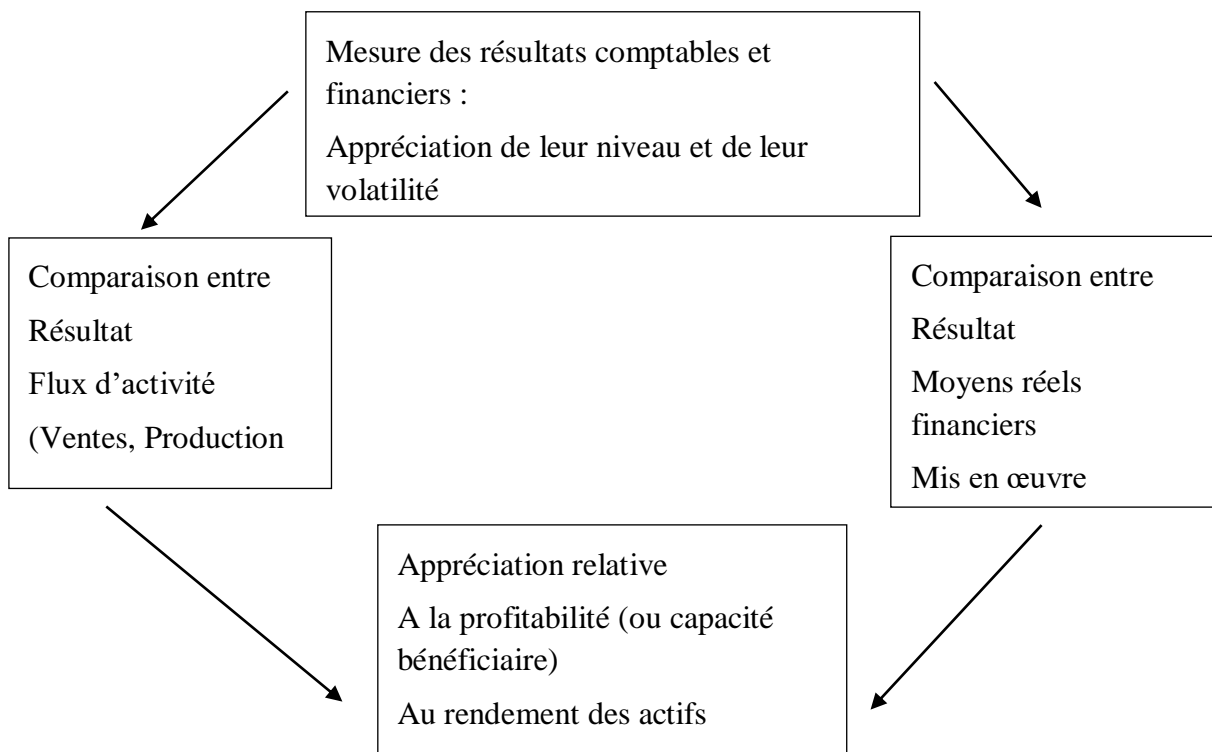 Mesure des résultats comptables et
financiers :
Appréciation de leur niveau et de leur
volatilité
Comparaison entre
Résultat
Flux d’activité
(Ventes, Production
Comparaison entre
Résultat
Moyens réels
financiers
Mis en œuvre
Appréciation relative
A la profitabilité (ou capacité
bénéficiaire)
Au rendement des actifs